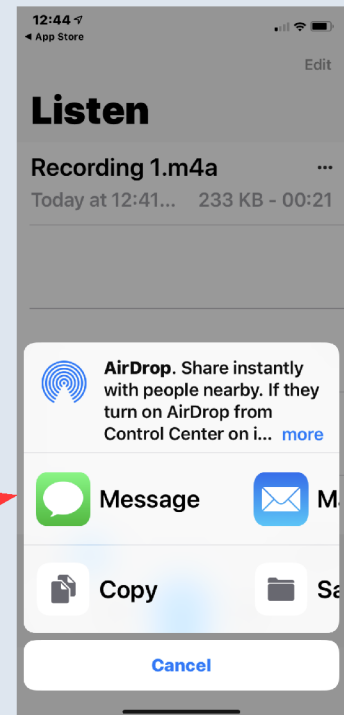 12:44
◀ App Store
Edit
Listen
Recording 1.m4a
Today at 12:41... 233 KB - 00:21
AirDrop. Share instantly
with people nearby. If they
turn on AirDrop from
Control Center on i... more
Message
Copy
Cancel